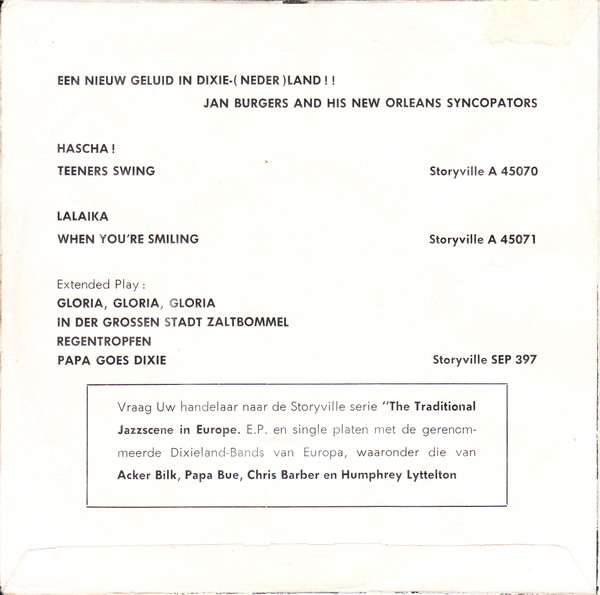 EEN NIEUW GELUID IN DIXIE-(NEDER)LAND!!
JAN BURGERS AND HIS NEW ORLEANS SYNCOPATORS
HASCHA!
TEENERS SWING Storyville A 45070
LALAIKA
WHEN YOU'RE SMILING Storyville A 45071
Extended Play:
GLORIA, GLORIA, GLORIA
IN DER GROSSEN STADT ZALTBOMMEL
REGENTROPFEN
PAPA GOES DIXIE Storyville SEP 397
Vraag Uw handelaar naar de Storyville serie "The Traditional
Jazzscene in Europe. E.P. en single platen met de gerenom-
meerde Dixieland-Bands van Europa, waaronder die van
Acker Bilk, Papa Bue, Chris Barber en Humphrey Lyttelton